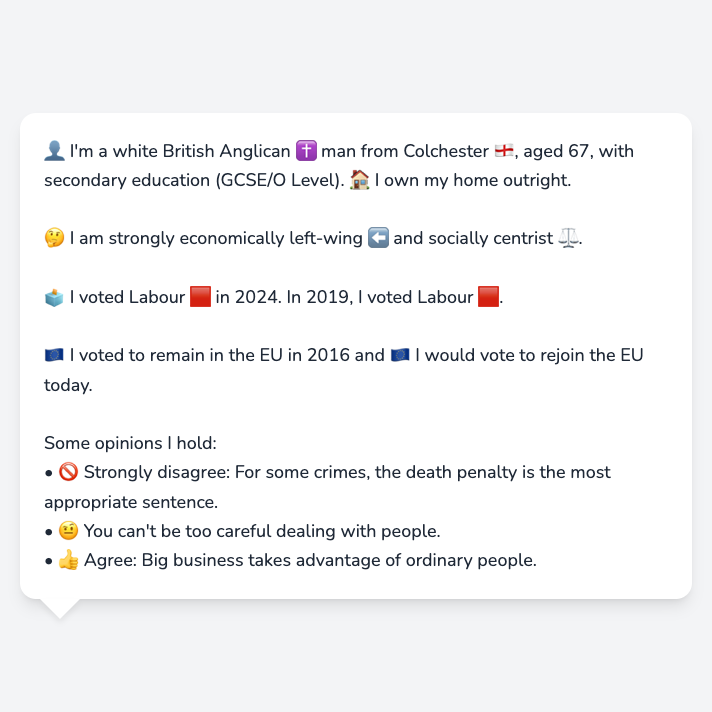 👤 I'm a white British Anglican ✝️ man from Colchester 🏴󠁧󠁢󠁥󠁮󠁧󠁿, aged 67, with
secondary education (GCSE/O Level). 🏠 I own my home outright.
🤔 I am strongly economically left-wing ⬅️ and socially centrist ⚖️.
🗳️ I voted Labour 🟥 in 2024. In 2019, I voted Labour 🟥.
🇪🇺 I voted to remain in the EU in 2016 and 🇪🇺 I would vote to rejoin the EU
today.
Some opinions I hold:
• 🚫 Strongly disagree: For some crimes, the death penalty is the most
appropriate sentence.
• 🤨 You can't be too careful dealing with people.
• 👍 Agree: Big business takes advantage of ordinary people.